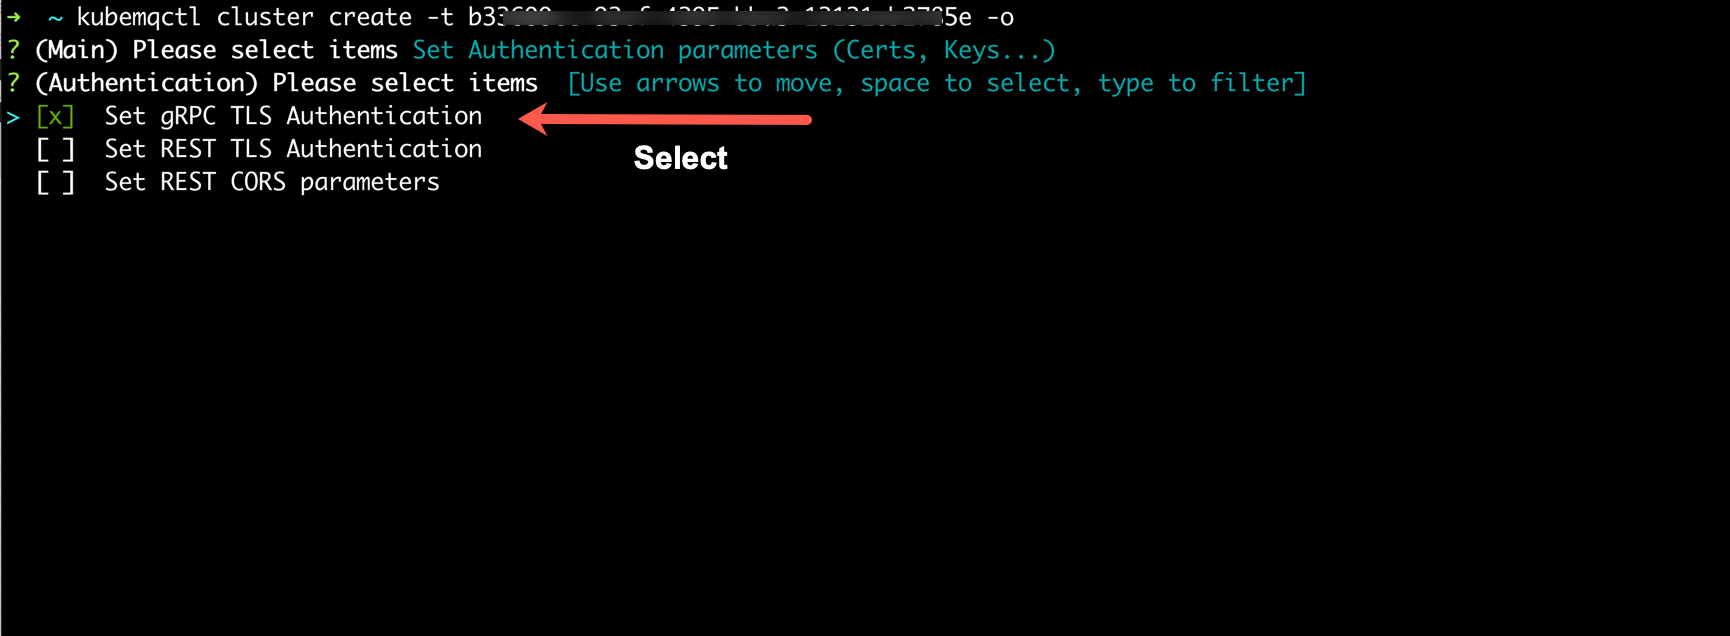 ➜ ~ kubemqctl cluster create -t b33 5e -o
? (Main) Please select items Set Authentication parameters (Certs, Keys...)
? (Authentication) Please select items [Use arrows to move, space to select, type to filter]
> [x] Set gRPC TLS Authentication
[ ] Set REST TLS Authentication
Select
[ ] Set REST CORS parameters